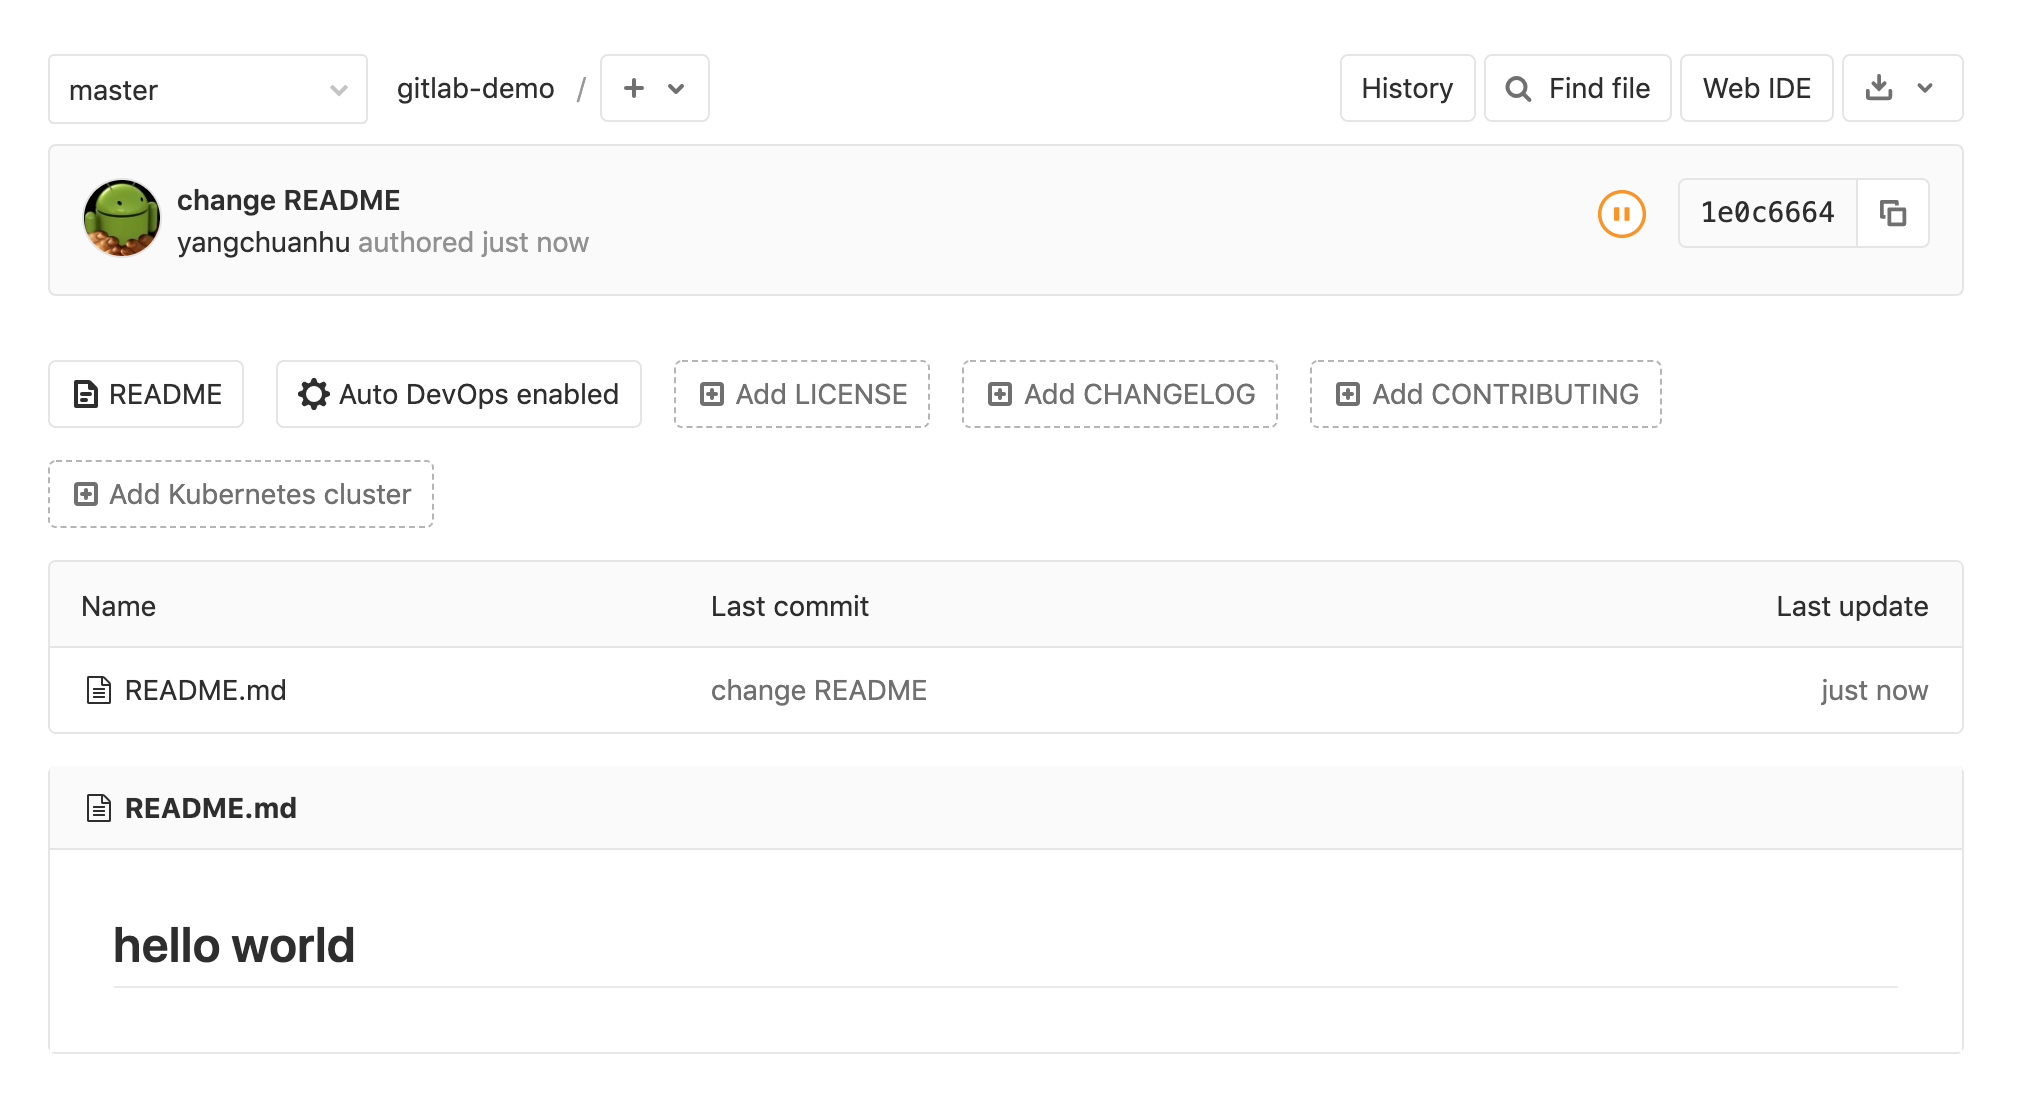 master
gitlab-demo / +
History
Find file
Web IDE
change README
yangchuanhu authored just now
1e0c6664
README
Auto DevOps enabled
Add LICENSE
Add CHANGELOG
Add CONTRIBUTING
Add Kubernetes cluster
Name
Last commit
Last update
README.md
change README
just now
README.md
hello world